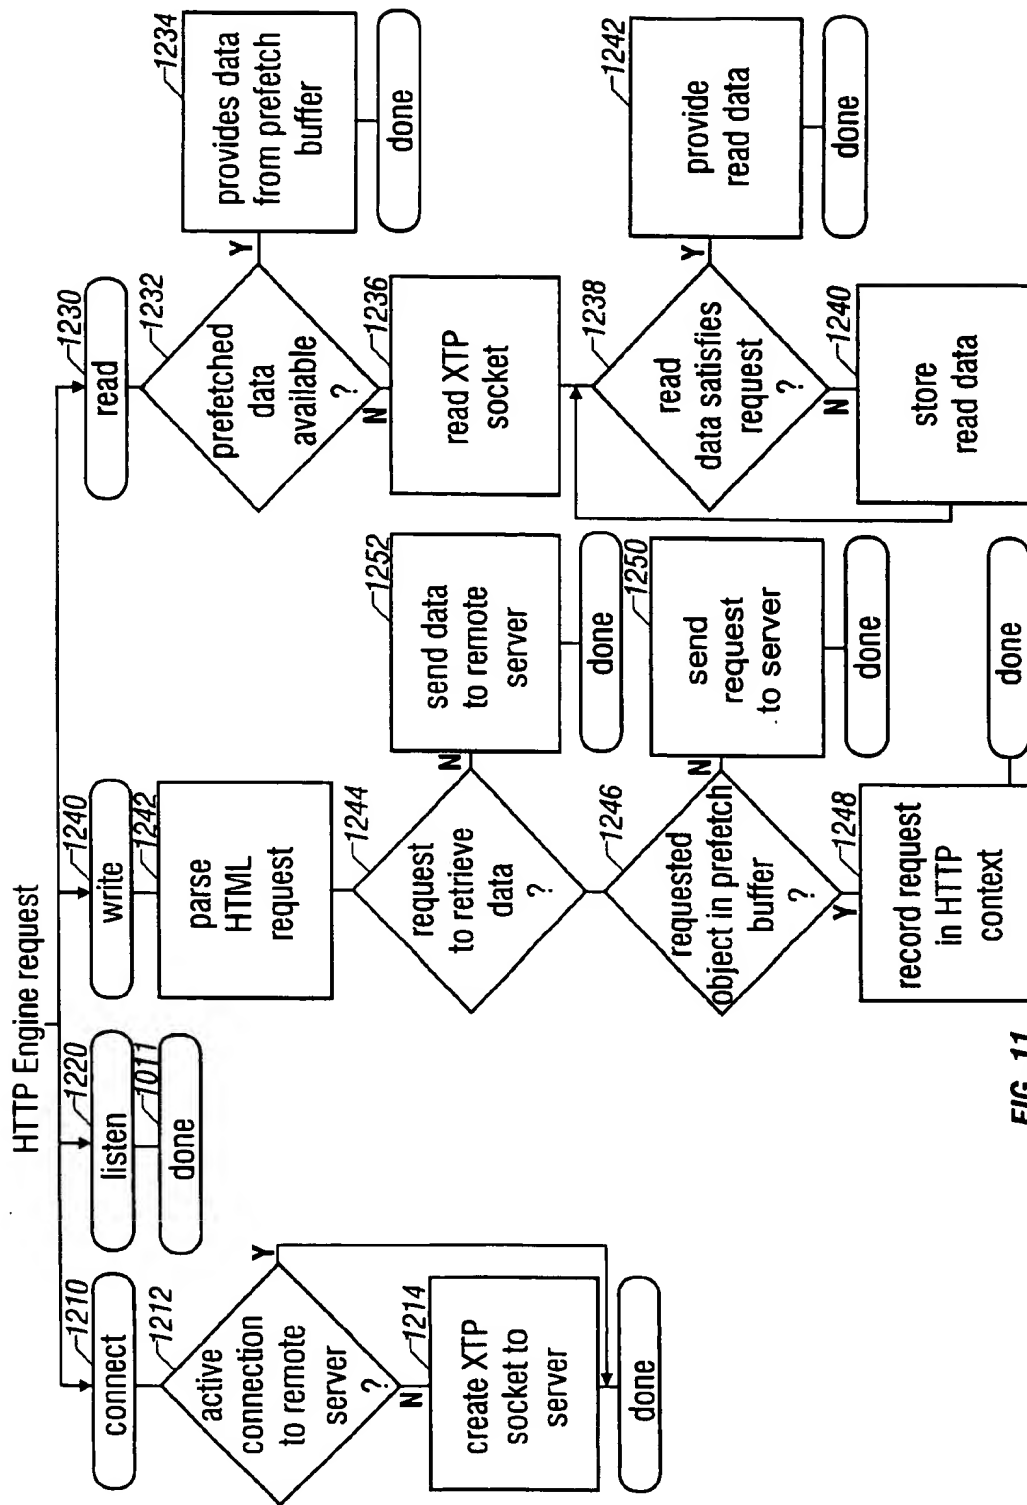 HTTP Engine request
1210
connect
1212
active
connection
to remote
server
?
Y
N
1214
create XTP
socket to
server
done
1220
listen
1011
done
1240
write
1242
parse
HTML
request
1244
request
to retrieve
data
?
N
1252
send data
to remote
server
done
1246
requested
object in prefetch
buffer
?
N
1250
send
request
to server
done
Y
1248
record request
in HTTP
context
done
1230
read
1232
prefetched
data
available
?
Y
1234
provides data
from prefetch
buffer
done
N
1236
read XTP
socket
1238
read
data satisfies
request
?
Y
1242
provide
read data
done
N
1240
store
read data
FIG. 11